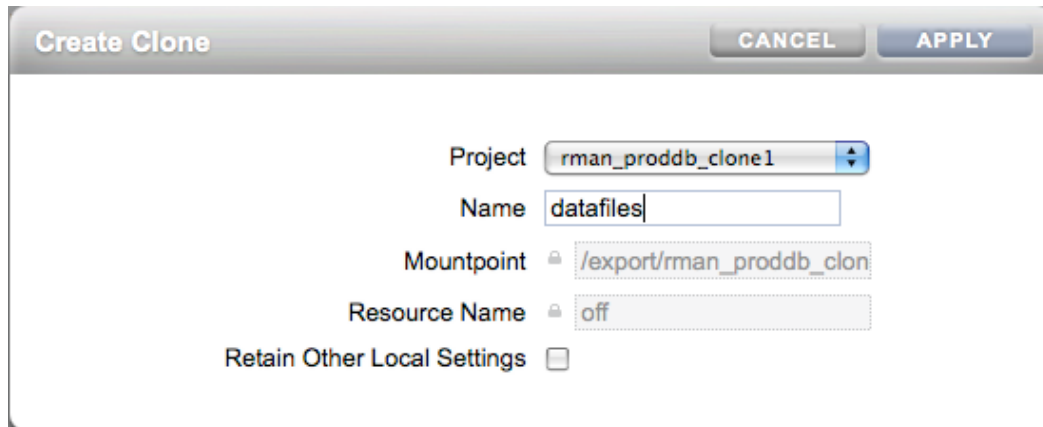 Create Clone CANCEL APPLY
Project rman_proddb_clone1
Name datafiles
Mountpoint /export/rman_proddb_clon
Resource Name off
Retain Other Local Settings